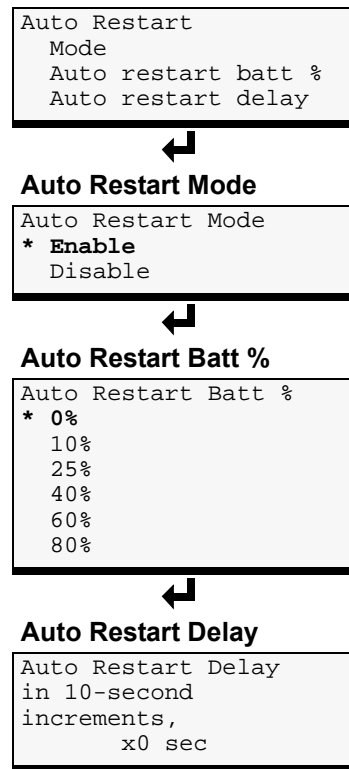 Auto Restart
Mode
Auto restart batt %
Auto restart delay
Auto Restart Mode
Auto Restart Mode
* Enable
Disable
Auto Restart Batt %
Auto Restart Batt %
* 0%
10%
25%
40%
60%
80%
Auto Restart Delay
Auto Restart Delay
in 10-second
increments,
x0 sec